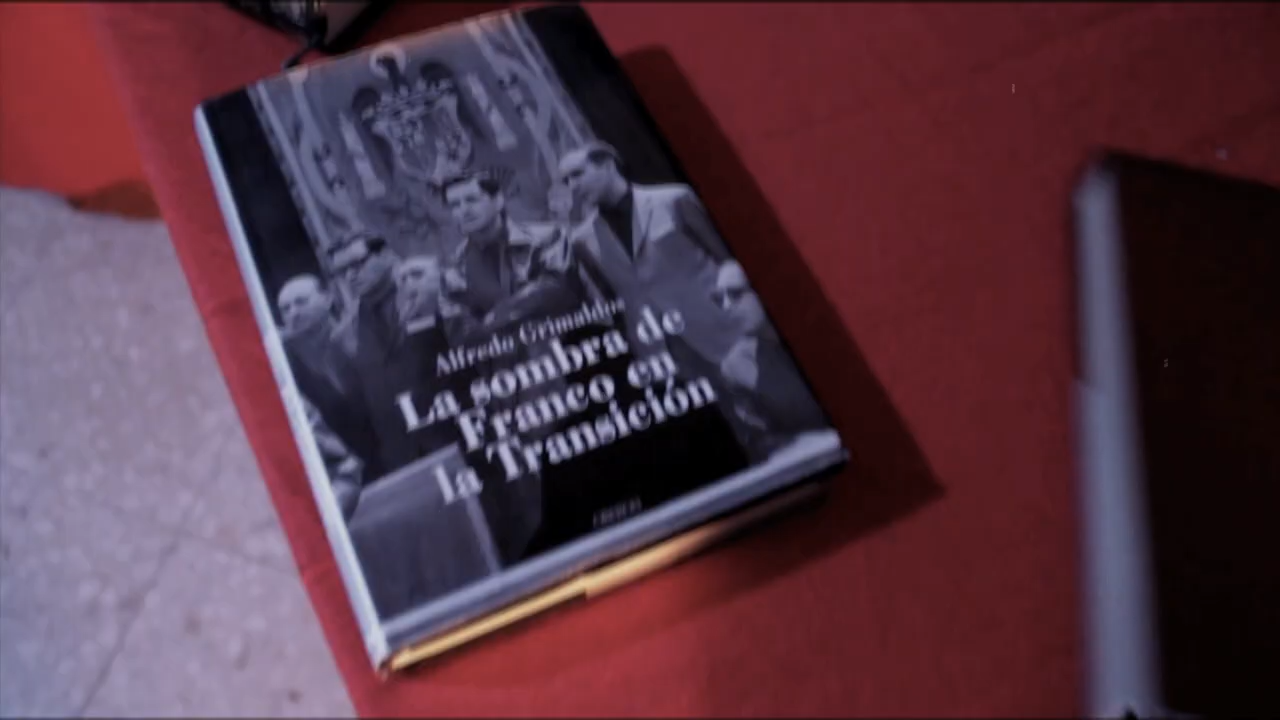 Alfredo Grimaldos
La sombra de
Franco en
la Transición